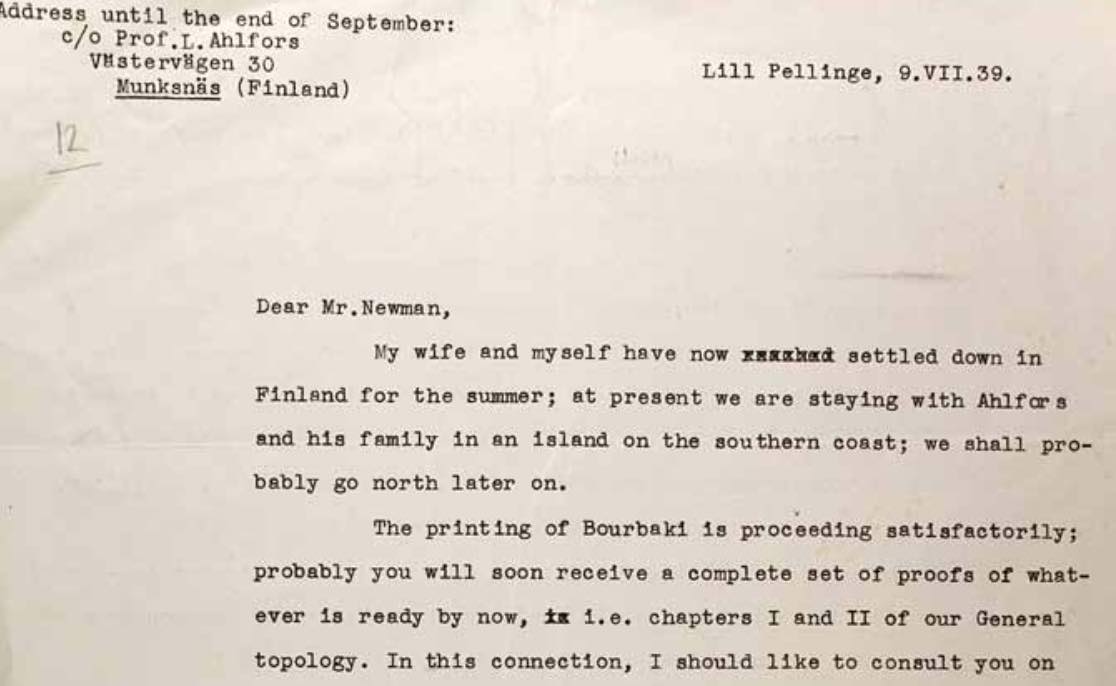 Address until the end of September:
c/o Prof.L.Ahlfors
Västervägen 30
Munksnäs (Finland)
Lill Pellinge, 9.VII.39.
12
Dear Mr.Newman,
My wife and myself have now settled down in
Finland for the summer; at present we are staying with Ahlfors
and his family in an island on the southern coast; we shall pro-
bably go north later on.
The printing of Bourbaki is proceeding satisfactorily;
probably you will soon receive a complete set of proofs of what-
ever is ready by now, i.e. chapters I and II of our General
topology. In this connection, I should like to consult you on